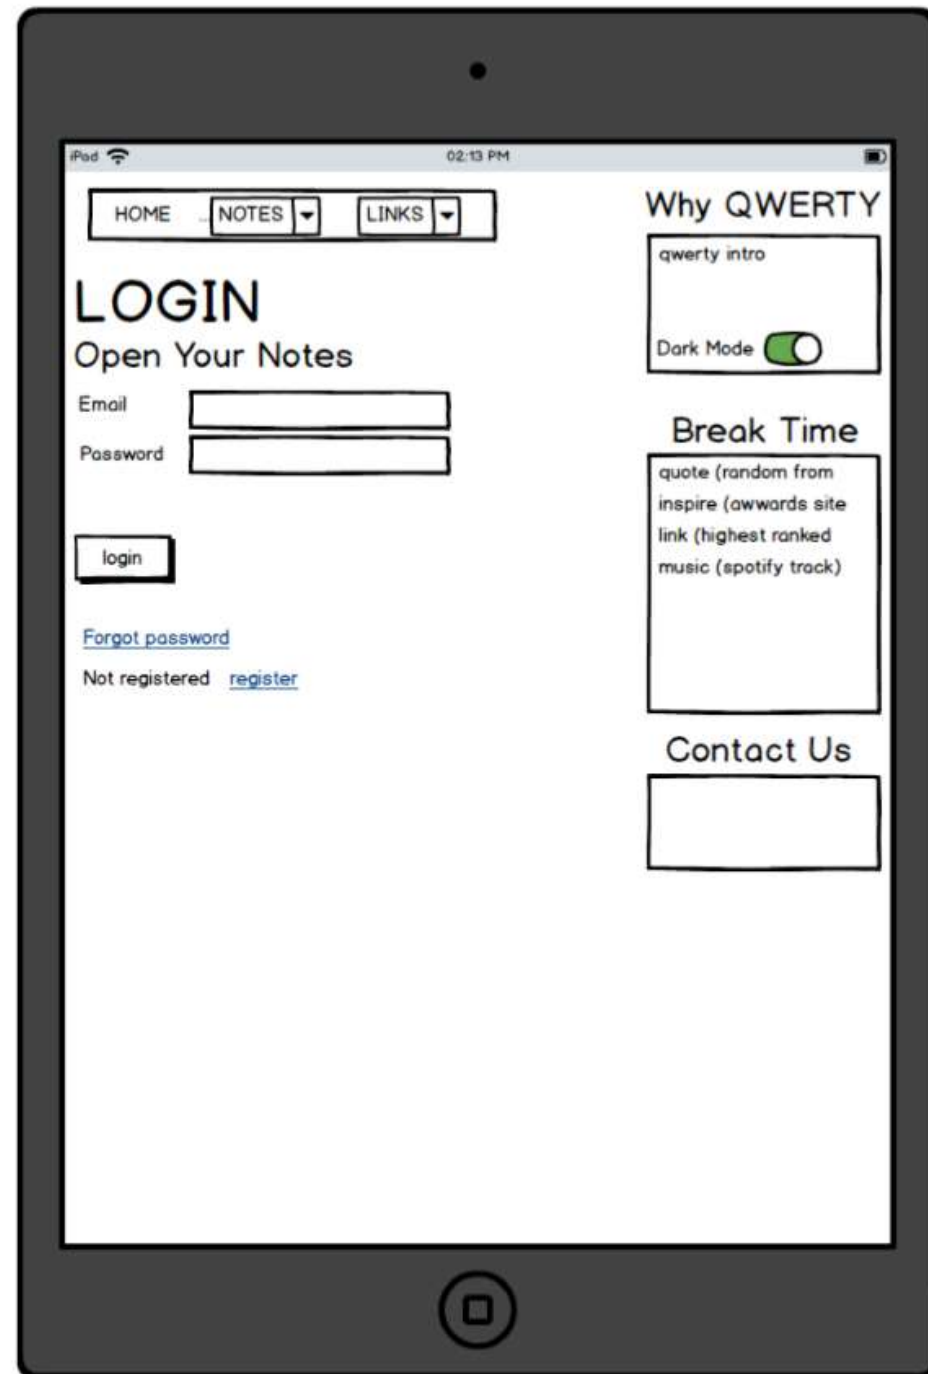 iPad 02:13 PM
HOME ... NOTES LINKS
LOGIN
Open Your Notes
Email
Password
login
Forgot password
Not registered register
Why QWERTY
qwerty intro
Dark Mode
Break Time
quote (random from
inspire (awwards site
link (highest ranked
music (spotify track)
Contact Us